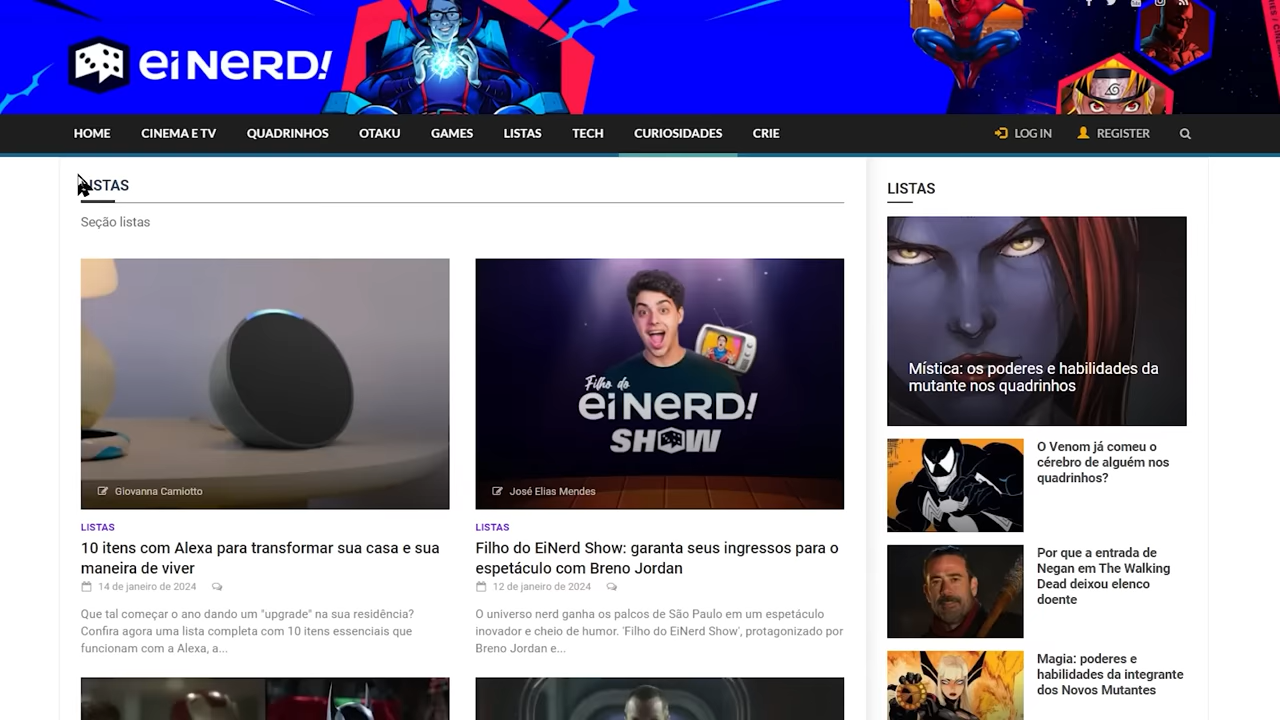 ei NERD!
HOME CINEMA E TV QUADRINHOS OTAKU GAMES LISTAS TECH CURIOSIDADES CRIE LOG IN REGISTER
LISTAS
Seção listas
Giovanna Camiotto
LISTAS
10 itens com Alexa para transformar sua casa e sua
maneira de viver
14 de janeiro de 2024
Que tal começar o ano dando um "upgrade" na sua residência?
Confira agora uma lista completa com 10 itens essenciais que
funcionam com a Alexa, a...
Filho do
ei NERD!
SHOW
José Elias Mendes
LISTAS
Filho do EiNerd Show: garanta seus ingressos para o
espetáculo com Breno Jordan
12 de janeiro de 2024
O universo nerd ganha os palcos de São Paulo em um espetáculo
inovador e cheio de humor. 'Filho do EiNerd Show', protagonizado por
Breno Jordan e...
LISTAS
Mística: os poderes e habilidades da
mutante nos quadrinhos
O Venom já comeu o
cérebro de alguém nos
quadrinhos?
Por que a entrada de
Negan em The Walking
Dead deixou elenco
doente
Magia: poderes e
habilidades da integrante
dos Novos Mutantes